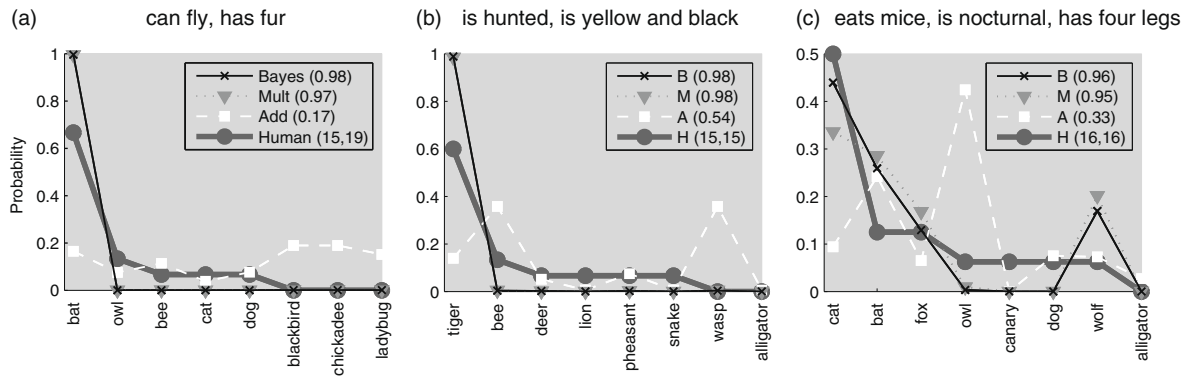 (a) can fly, has fur
Probability
1
0.8
0.6
0.4
0.2
0
Bayes (0.98)
Mult (0.97)
Add (0.17)
Human (15,19)
bat
owl
bee
cat
dog
blackbird
chickadee
ladybug
(b) is hunted, is yellow and black
1
0.8
0.6
0.4
0.2
0
B (0.98)
M (0.98)
A (0.54)
H (15,15)
tiger
bee
deer
lion
pheasant
snake
wasp
alligator
(c) eats mice, is nocturnal, has four legs
0.5
0.4
0.3
0.2
0.1
0
B (0.96)
M (0.95)
A (0.33)
H (16,16)
cat
bat
fox
owl
canary
dog
wolf
alligator